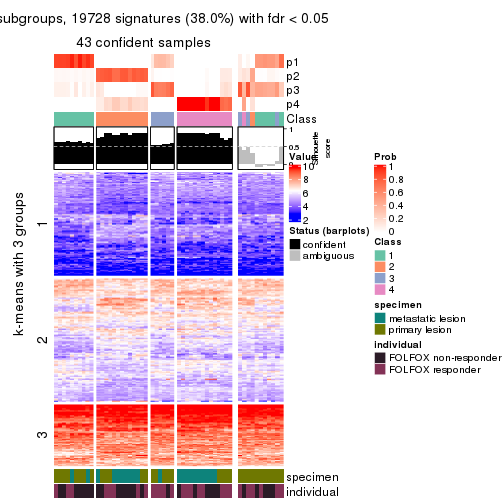 subgroups, 19728 signatures (38.0%) with fdr < 0.05
43 confident samples
p1
p2
p3
p4
Class
1
0.5
0
Silhouette
score
k-means with 3 groups
1
2
3
specimen
individual
Value
10
8
6
4
2
Status (barplots)
confident
ambiguous
Prob
1
0.8
0.6
0.4
0.2
0
Class
1
2
3
4
specimen
metastatic lesion
primary lesion
individual
FOLFOX non-responder
FOLFOX responder